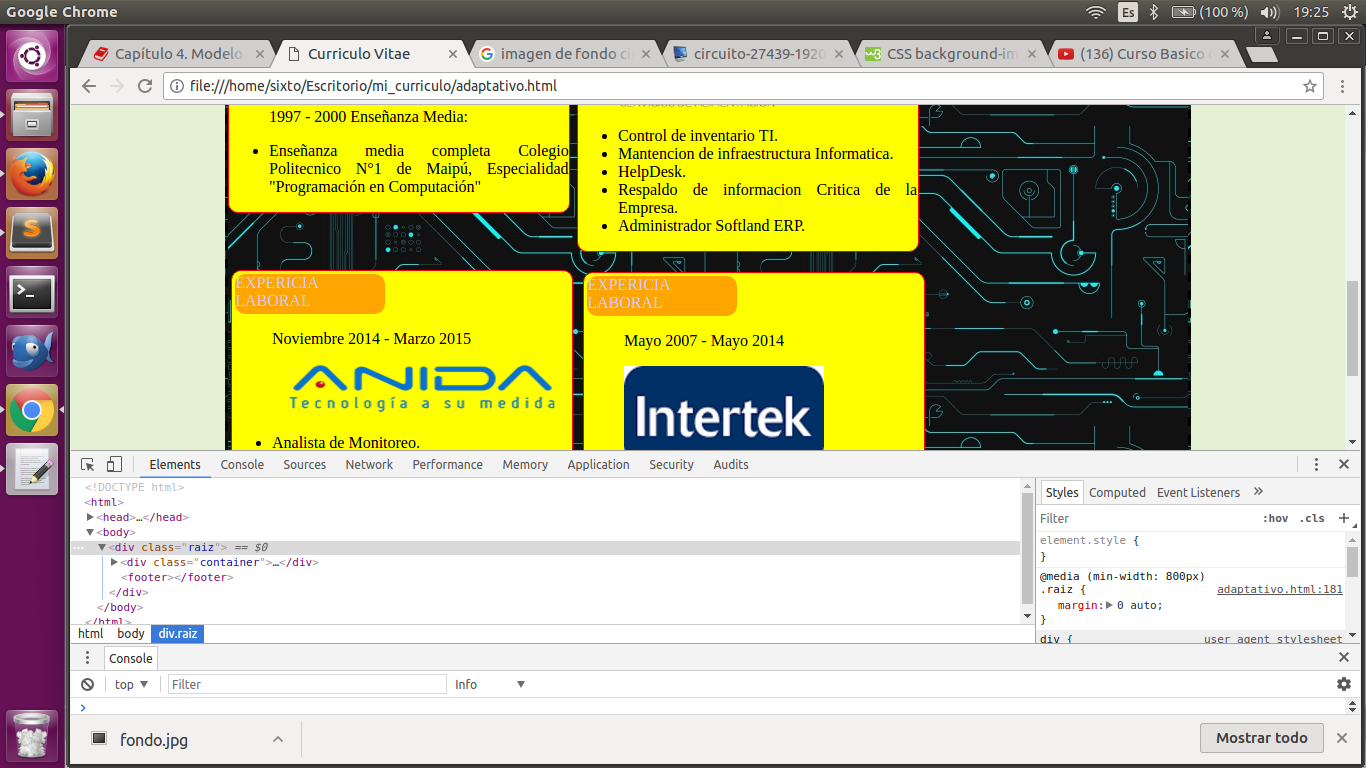 Google Chrome
Es
(100 %)
19:25
Capítulo 4. Modelo
Curriculo Vitae
imagen de fondo ci
circuito-27439-1920
CSS background-im
(136) Curso Basico
file:///home/sixto/Escritorio/mi_curriculo/adaptativo.html
1997 - 2000 Enseñanza Media:
Enseñanza media completa Colegio
Politecnico N°1 de Maipú, Especialidad
"Programación en Computación"
Control de inventario TI.
Mantencion de infraestructura Informatica.
HelpDesk.
Respaldo de informacion Critica de la
Empresa.
Administrador Softland ERP.
EXPERICIA
LABORAL
Noviembre 2014 - Marzo 2015
ANIDA
Tecnología a su medida
Analista de Monitoreo.
EXPERICIA
LABORAL
Mayo 2007 - Mayo 2014
Intertek
Elements Console Sources Network Performance Memory Application Security Audits
<!DOCTYPE html>
<html>
<head>…</head>
<body>
<div class="raiz"> == $0
<div class="container">…</div>
<footer></footer>
</div>
</body>
</html>
html body div.raiz
Styles Computed Event Listeners »
Filter :hov .cls +
element.style {
}
@media (min-width: 800px)
.raiz { adaptativo.html:181
margin: 0 auto;
}
div { user agent stylesheet
Console
top Filter Info
fondo.jpg
Mostrar todo